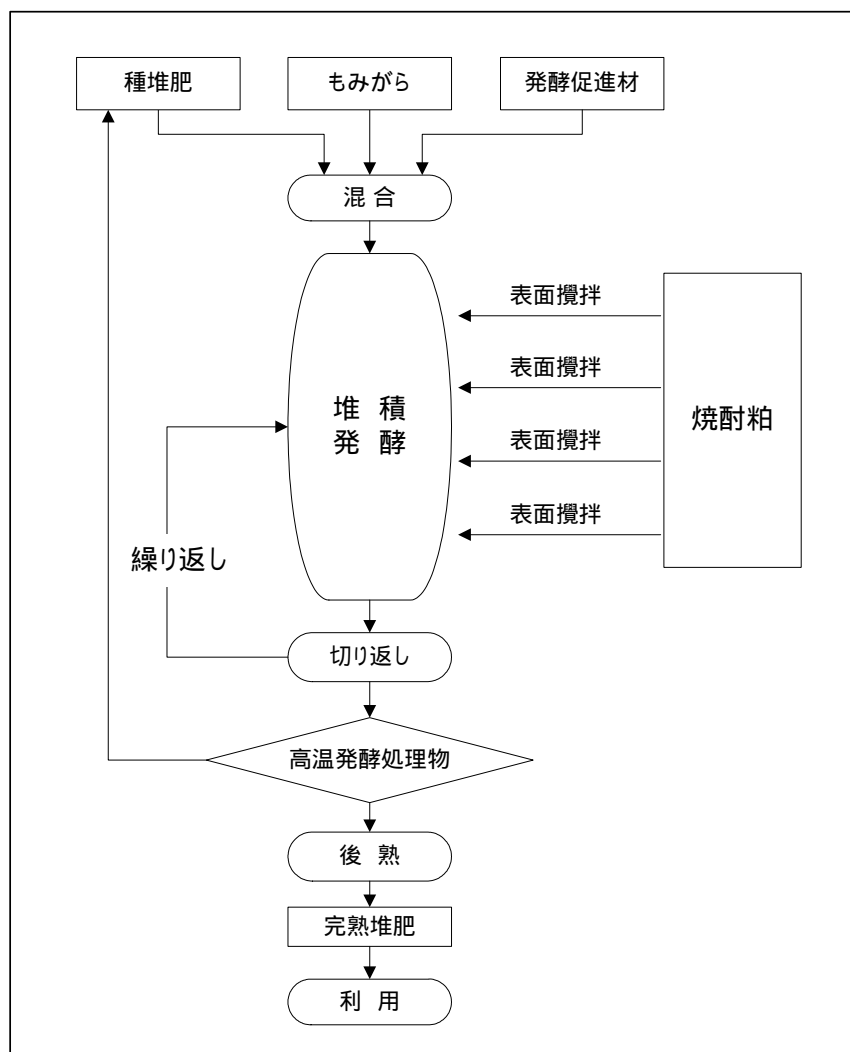 種堆肥
もみがら
発酵促進材
混 合
表面攪拌
表面攪拌
表面攪拌
表面攪拌
堆 積
発 酵
焼酎粕
繰り返し
切り返し
高温発酵処理物
後 熟
完熟堆肥
利 用